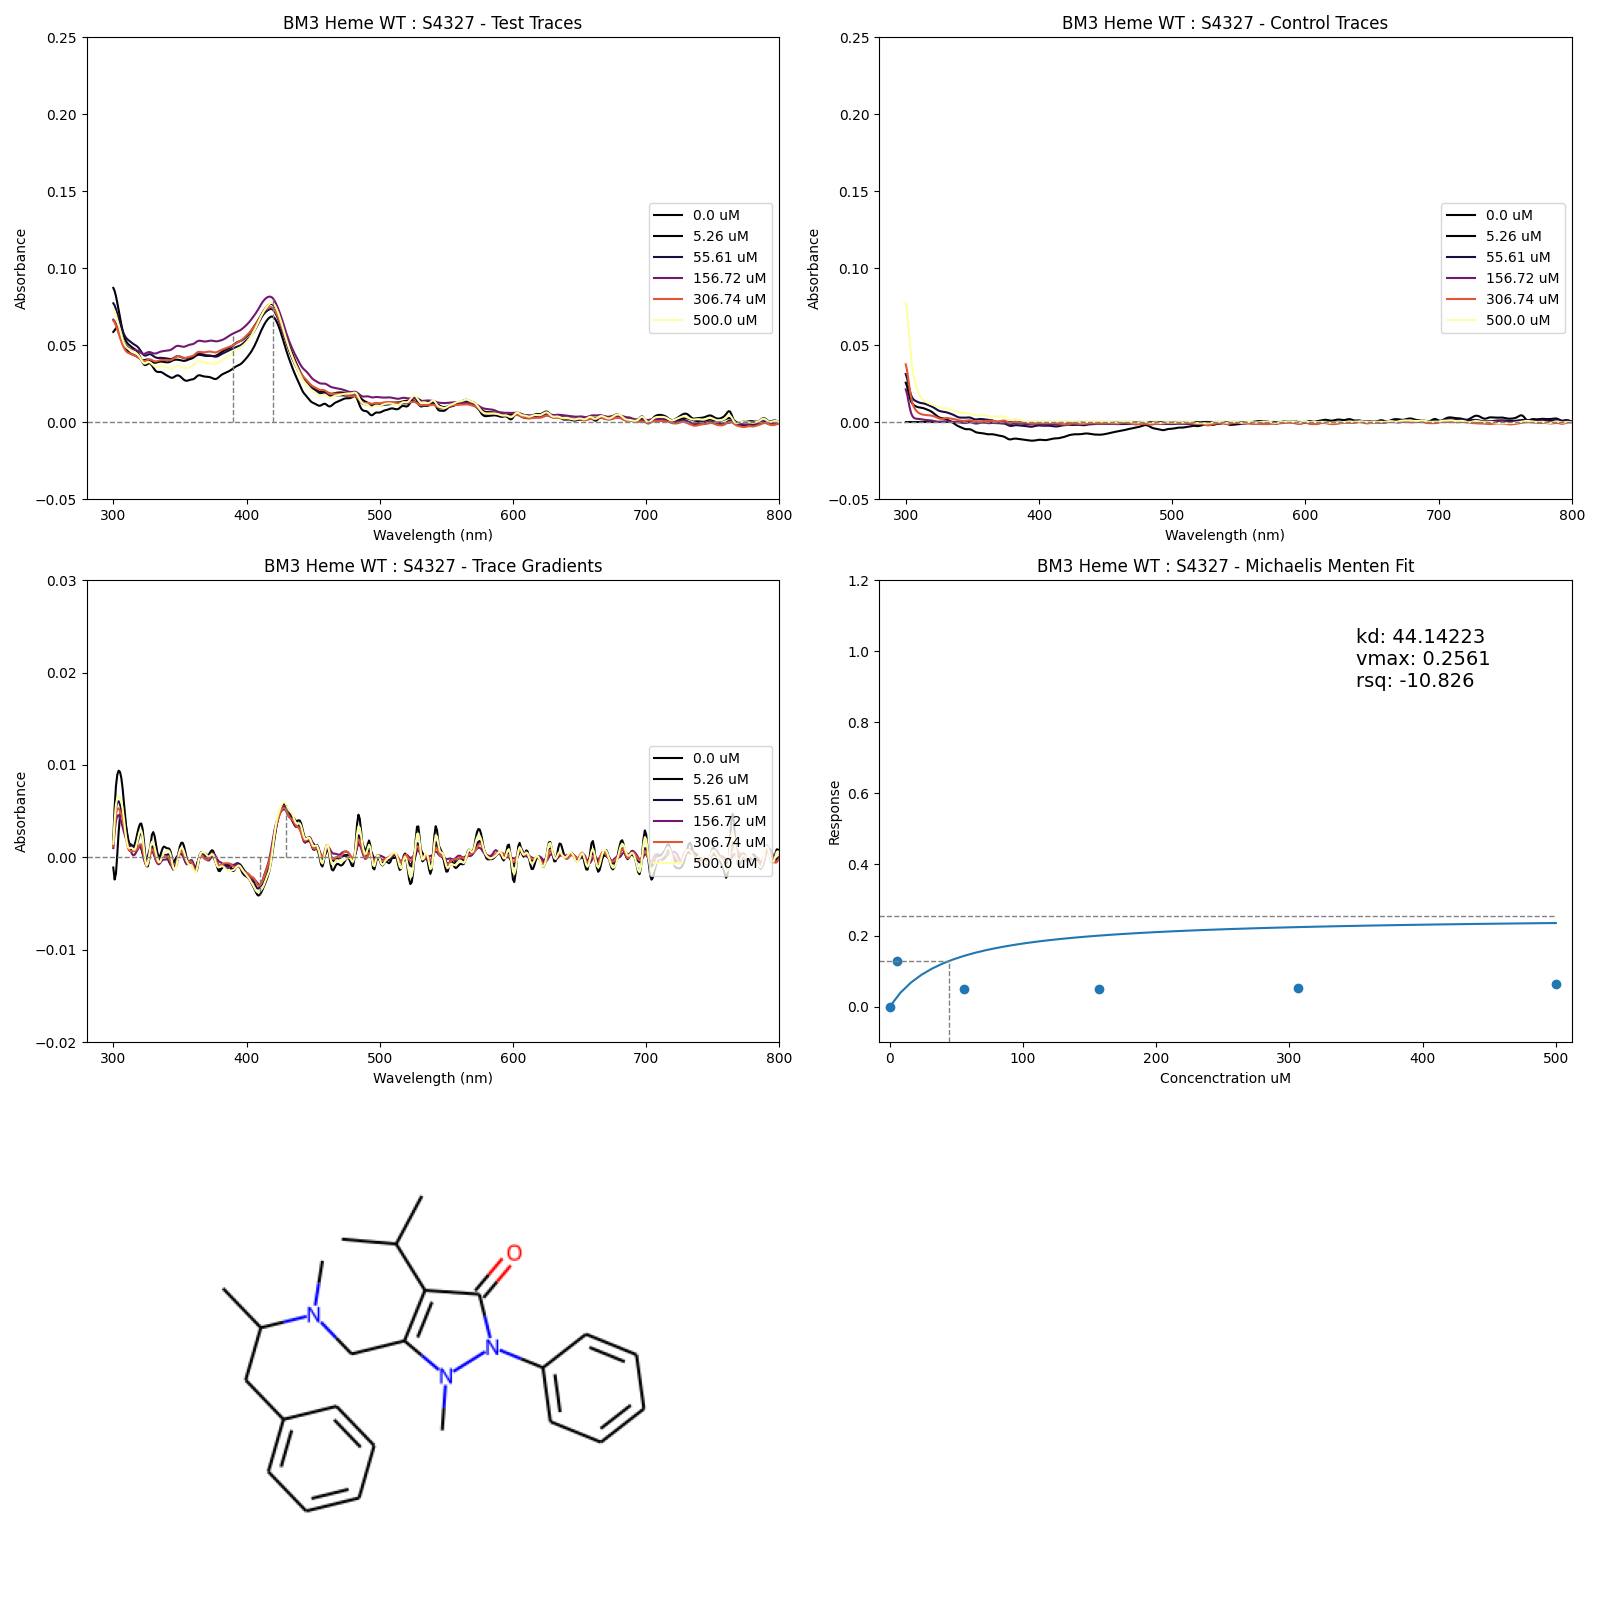 BM3 Heme WT : S4327 - Test Traces
0.25
0.20
0.15
0.10
0.05
0.00
−0.05
Absorbance
300 400 500 600 700 800
Wavelength (nm)
0.0 uM
5.26 uM
55.61 uM
156.72 uM
306.74 uM
500.0 uM
BM3 Heme WT : S4327 - Control Traces
0.25
0.20
0.15
0.10
0.05
0.00
−0.05
Absorbance
300 400 500 600 700 800
Wavelength (nm)
0.0 uM
5.26 uM
55.61 uM
156.72 uM
306.74 uM
500.0 uM
BM3 Heme WT : S4327 - Trace Gradients
0.03
0.02
0.01
0.00
−0.01
−0.02
Absorbance
300 400 500 600 700 800
Wavelength (nm)
0.0 uM
5.26 uM
55.61 uM
156.72 uM
306.74 uM
500.0 uM
BM3 Heme WT : S4327 - Michaelis Menten Fit
1.2
1.0
0.8
0.6
0.4
0.2
0.0
Response
0 100 200 300 400 500
Concenctration uM
kd: 44.14223
vmax: 0.2561
rsq: -10.826
O
N
N
N